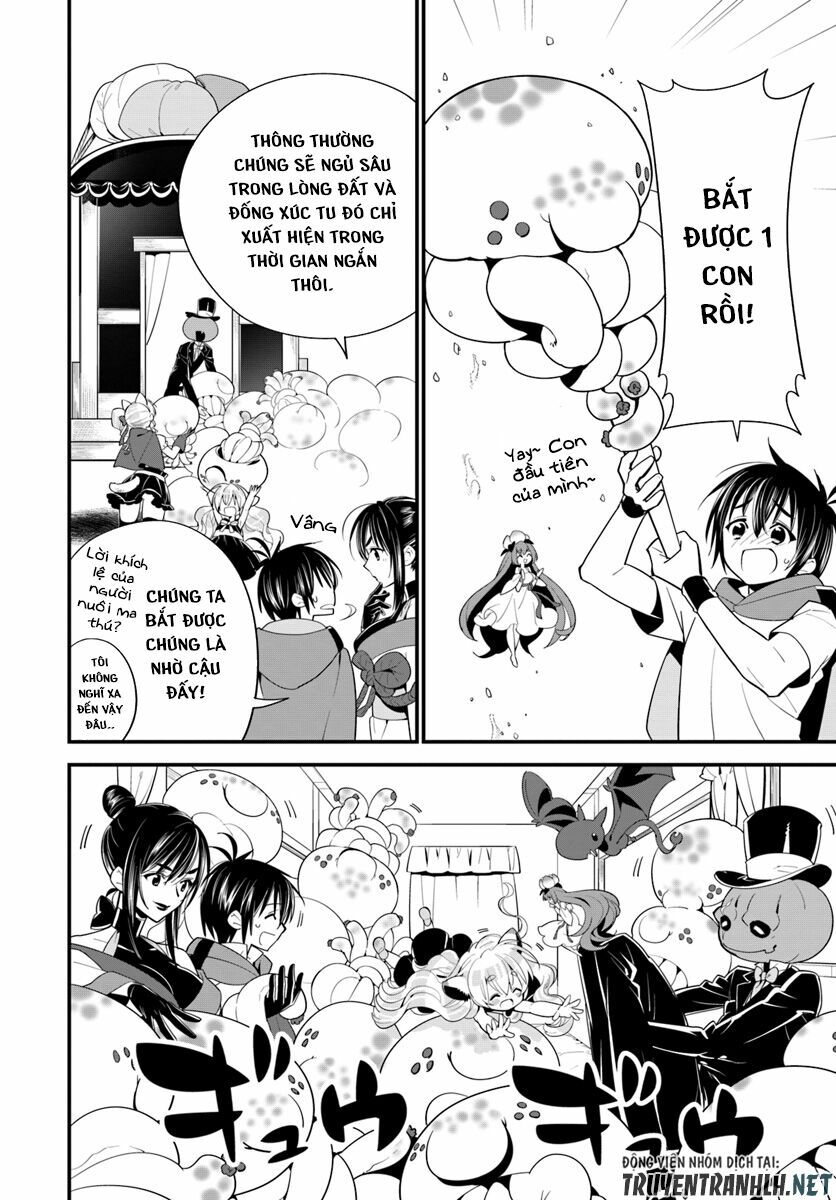 BẮT
ĐƯỢC 1
CON
RỒI!
Yay~ Con
đầu tiên
của mình~
THÔNG THƯỜNG
CHÚNG SẼ NGỦ SÂU
TRONG LÒNG ĐẤT VÀ
ĐỐNG XÚC TU ĐÓ CHỈ
XUẤT HIỆN TRONG
THỜI GIAN NGẮN
THÔI.
Vâng
CHÚNG TA
BẮT ĐƯỢC
CHÚNG LÀ
NHỜ CẬU
ĐẤY!
Lời khích
lệ của
người
nuôi ma
thú?
TÔI
KHÔNG
NGHĨ XA
ĐẾN VẬY
ĐÂU..
ギュウ
ギュウ
ĐỘNG VIÊN NHÓM DỊCH TẠI:
TRUYENTRANHLH.NET